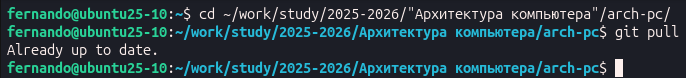 fernando@ubuntu25-10:~$ cd ~/work/study/2025-2026/"Архитектура компьютера"/arch-pc/
fernando@ubuntu25-10:~/work/study/2025-2026/Архитектура компьютера/arch-pc$ git pull
Already up to date.
fernando@ubuntu25-10:~/work/study/2025-2026/Архитектура компьютера/arch-pc$